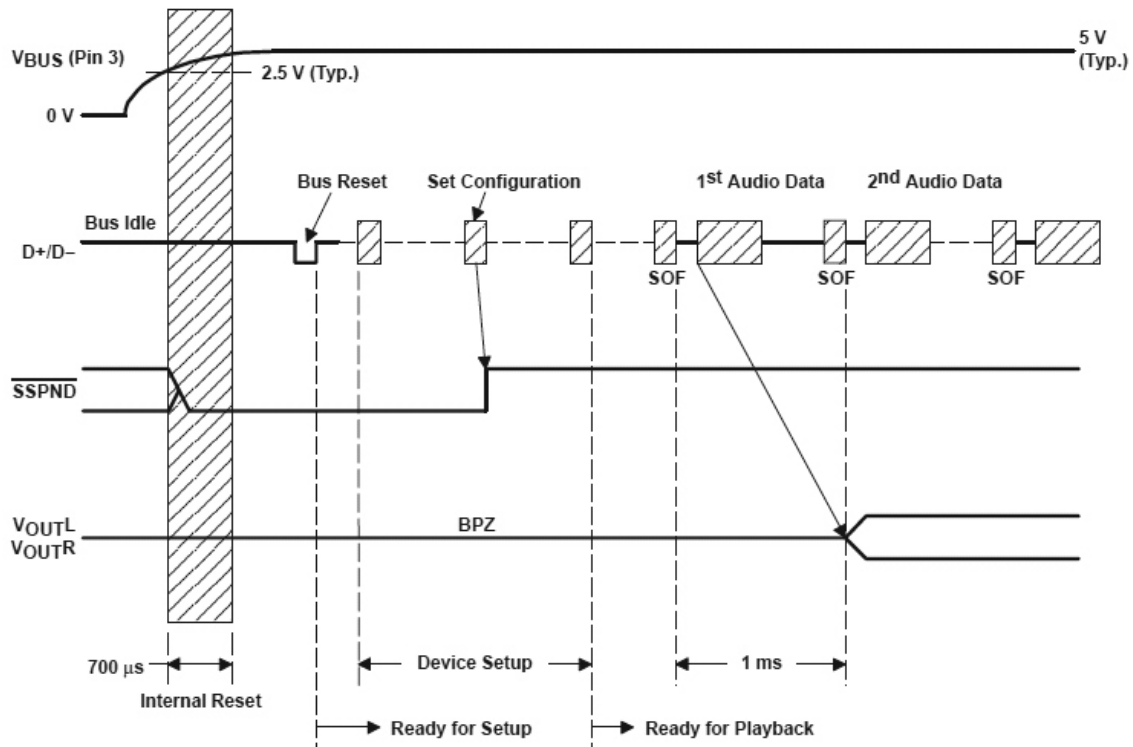 VBUS (Pin 3)
5 V
(Typ.)
2.5 V (Typ.)
0 V
Bus Reset
Set Configuration
1st Audio Data
2nd Audio Data
Bus Idle
D+/D–
SOF
SOF
SOF
SSPND
BPZ
VOUTL
VOUTR
700 μs
Device Setup
1 ms
Internal Reset
Ready for Setup
Ready for Playback